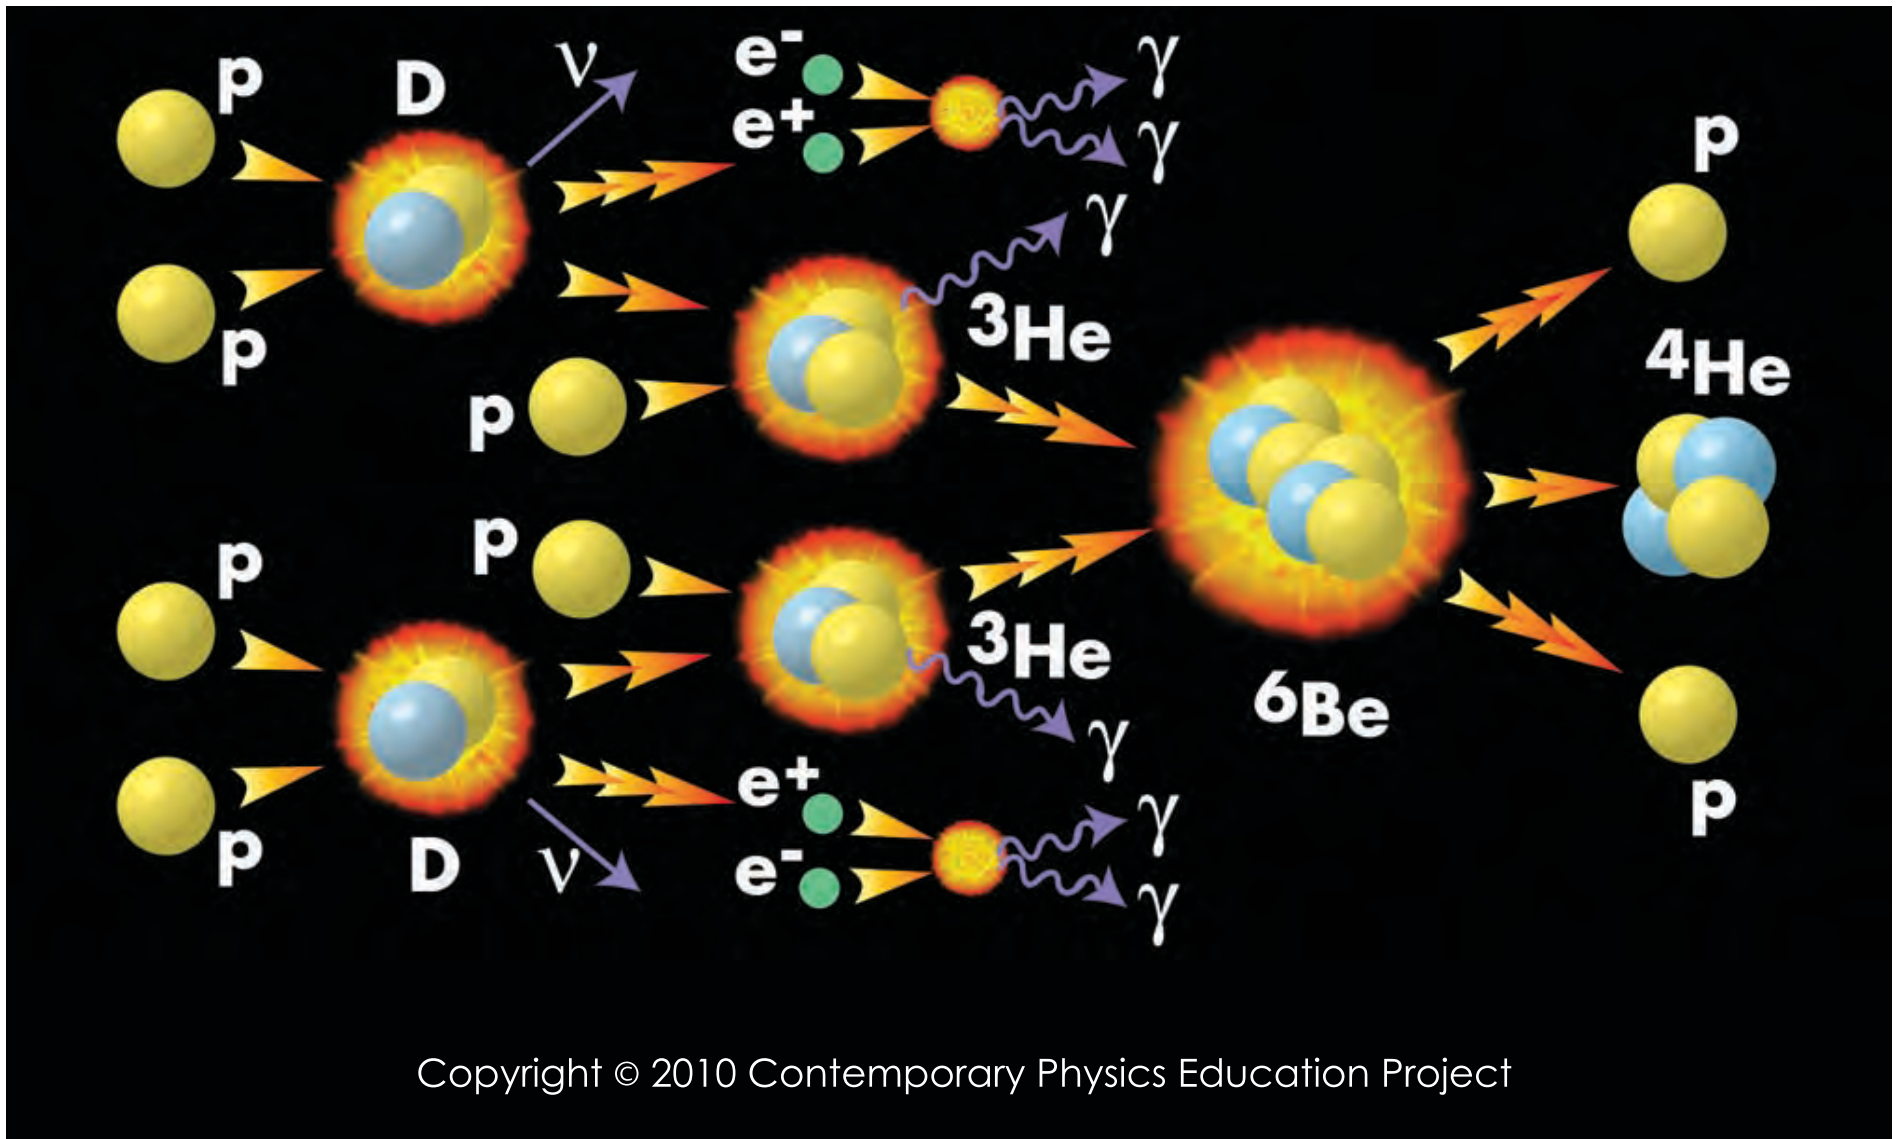 p
D
ν
e-
γ
e+
γ
p
γ
p
3He
4He
p
p
p
3He
6Be
γ
p
e+
γ
p
D
ν
e-
γ
Copyright © 2010 Contemporary Physics Education Project